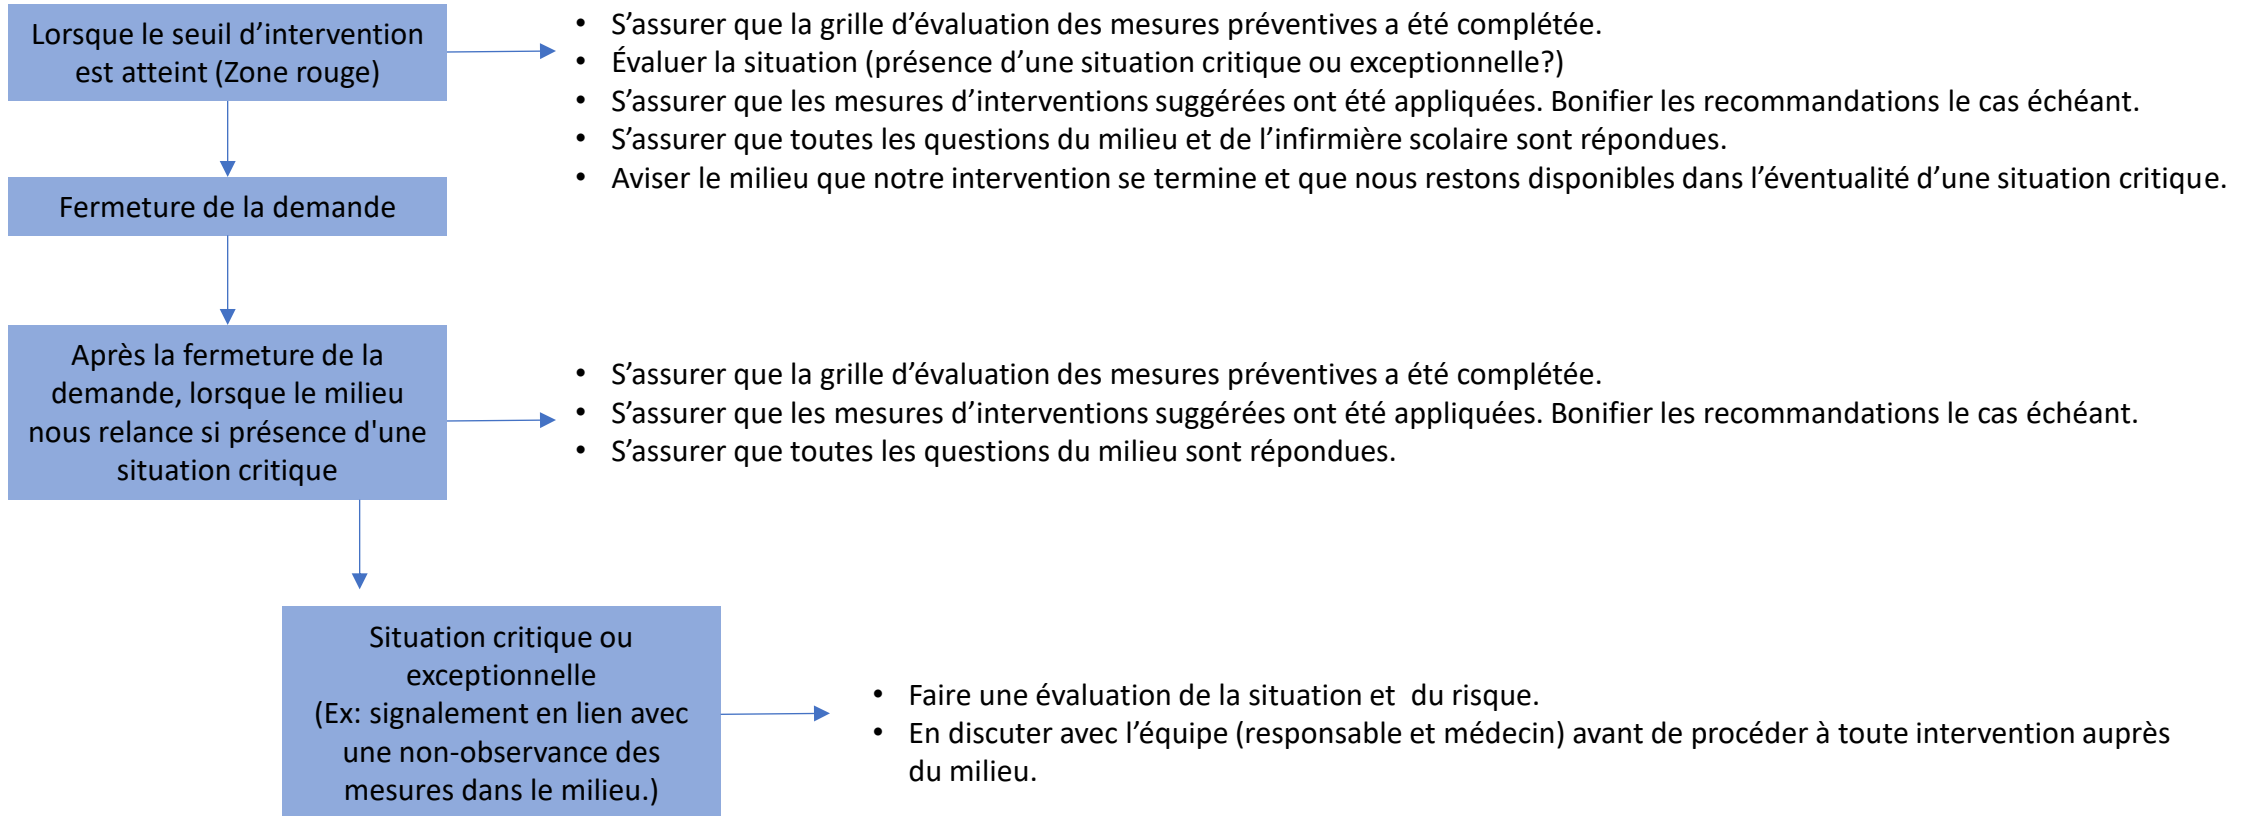 Lorsque le seuil d’intervention
est atteint (Zone rouge)
• S’assurer que la grille d’évaluation des mesures préventives a été complétée.
• Évaluer la situation (présence d’une situation critique ou exceptionnelle?)
• S’assurer que les mesures d’interventions suggérées ont été appliquées. Bonifier les recommandations le cas échéant.
• S’assurer que toutes les questions du milieu et de l’infirmière scolaire sont répondues.
• Aviser le milieu que notre intervention se termine et que nous restons disponibles dans l’éventualité d’une situation critique.
Fermeture de la demande
Après la fermeture de la
demande, lorsque le milieu
nous relance si présence d'une
situation critique
• S’assurer que la grille d’évaluation des mesures préventives a été complétée.
• S’assurer que les mesures d’interventions suggérées ont été appliquées. Bonifier les recommandations le cas échéant.
• S’assurer que toutes les questions du milieu sont répondues.
Situation critique ou
exceptionnelle
(Ex: signalement en lien avec
une non-observance des
mesures dans le milieu.)
• Faire une évaluation de la situation et  du risque.
• En discuter avec l’équipe (responsable et médecin) avant de procéder à toute intervention auprès
du milieu.